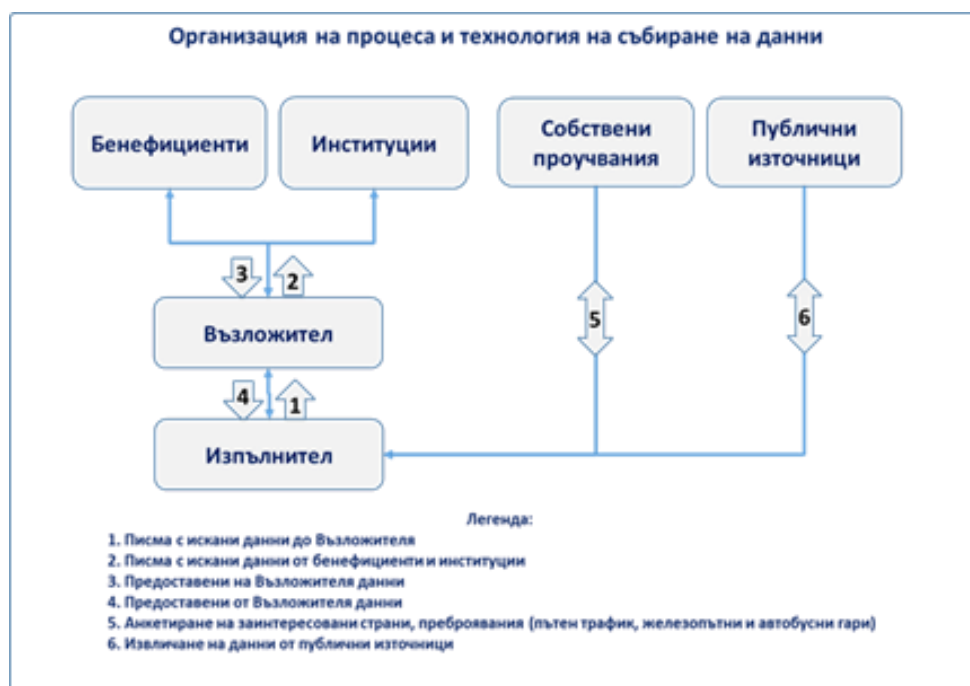 Организация на процеса и технология на събиране на данни
Бенефициенти
Институции
Собствени
проучвания
Публични
източници
3
2
Възложител
5
6
4
1
Изпълнител
Легенда:
1. Писма с искани данни до Възложителя
2. Писма с искани данни от бенефициенти и институции
3. Предоставени на Възложителя данни
4. Предоставени от Възложителя данни
5. Анкетиране на заинтересовани страни, преброявания (пътен трафик, железопътни и автобусни гари)
6. Извличане на данни от публични източници